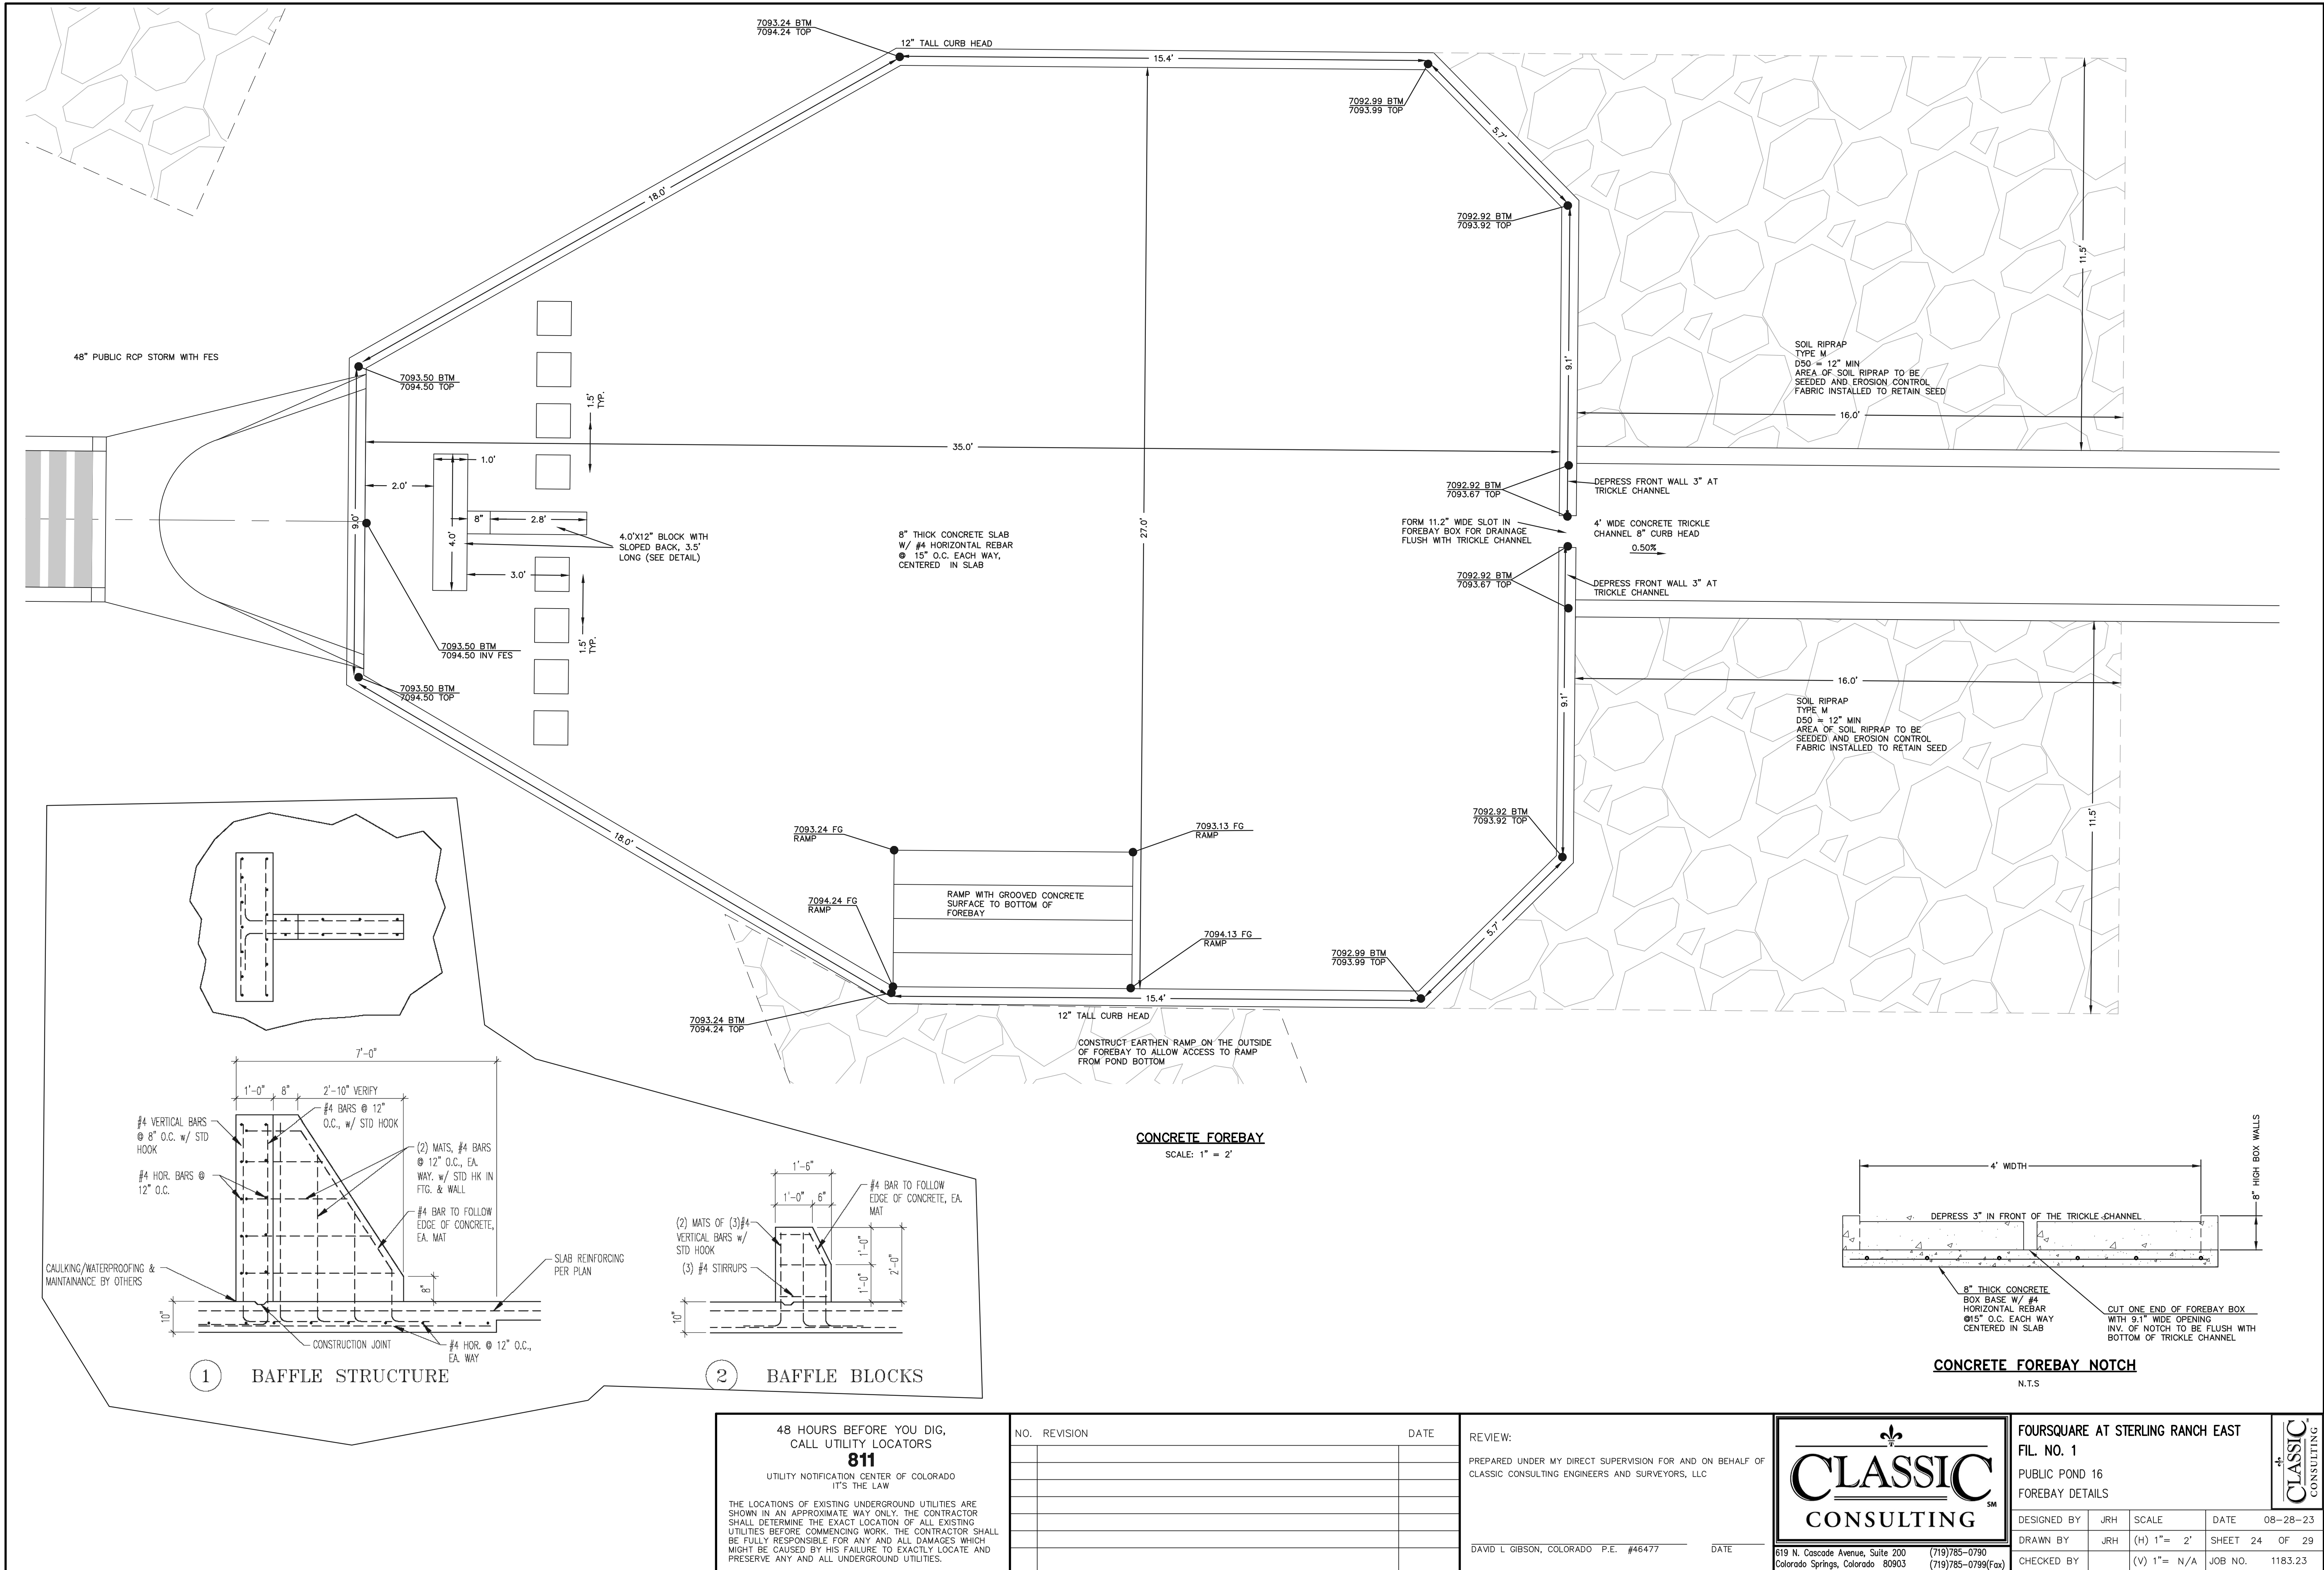 7093.24 BTM
7094.24 TOP
12" TALL CURB HEAD
15.4'
7092.99 BTM
7093.99 TOP
5.7'
18.0'
7092.92 BTM
7093.92 TOP
11.5'
48" PUBLIC RCP STORM WITH FES
7093.50 BTM
7094.50 TOP
1.5'
TYP.
9.1'
SOIL RIPRAP
TYPE M
D50 = 12" MIN
AREA OF SOIL RIPRAP TO BE
SEEDED AND EROSION CONTROL
FABRIC INSTALLED TO RETAIN SEED
16.0'
35.0'
1.0'
2.0'
7092.92 BTM
7093.67 TOP
DEPRESS FRONT WALL 3" AT
TRICKLE CHANNEL
9.0'
4.0'
8"
2.8'
3.0'
4.0'X12" BLOCK WITH
SLOPED BACK, 3.5'
LONG (SEE DETAIL)
8" THICK CONCRETE SLAB
W/ #4 HORIZONTAL REBAR
@ 15" O.C. EACH WAY,
CENTERED IN SLAB
27.0'
FORM 11.2" WIDE SLOT IN
FOREBAY BOX FOR DRAINAGE
FLUSH WITH TRICKLE CHANNEL
4' WIDE CONCRETE TRICKLE
CHANNEL 8" CURB HEAD
0.50%
7092.92 BTM
7093.67 TOP
DEPRESS FRONT WALL 3" AT
TRICKLE CHANNEL
1.5'
TYP.
7093.50 BTM
7094.50 INV FES
7093.50 BTM
7094.50 TOP
9.1'
16.0'
SOIL RIPRAP
TYPE M
D50 = 12" MIN
AREA OF SOIL RIPRAP TO BE
SEEDED AND EROSION CONTROL
FABRIC INSTALLED TO RETAIN SEED
11.5'
18.0'
7093.24 FG
RAMP
7093.13 FG
RAMP
7092.92 BTM
7093.92 TOP
RAMP WITH GROOVED CONCRETE
SURFACE TO BOTTOM OF
FOREBAY
7094.24 FG
RAMP
7094.13 FG
RAMP
7092.99 BTM
7093.99 TOP
5.7'
15.4'
7093.24 BTM
7094.24 TOP
12" TALL CURB HEAD
CONSTRUCT EARTHEN RAMP ON THE OUTSIDE
OF FOREBAY TO ALLOW ACCESS TO RAMP
FROM POND BOTTOM
CONCRETE FOREBAY
SCALE: 1" = 2'
7'-0"
1'-0"
8"
2'-10" VERIFY
#4 VERTICAL BARS
@ 8" O.C. w/ STD
HOOK
#4 BARS @ 12"
O.C., w/ STD HOOK
(2) MATS, #4 BARS
@ 12" O.C., EA.
WAY. w/ STD HK IN
FTG. & WALL
#4 HOR. BARS @
12" O.C.
#4 BAR TO FOLLOW
EDGE OF CONCRETE,
EA. MAT
CAULKING/WATERPROOFING &
MAINTAINANCE BY OTHERS
SLAB REINFORCING
PER PLAN
8"
10"
CONSTRUCTION JOINT
#4 HOR. @ 12" O.C.,
EA. WAY
1 BAFFLE STRUCTURE
1'-6"
1'-0"
6"
#4 BAR TO FOLLOW
EDGE OF CONCRETE, EA.
MAT
(2) MATS OF (3)#4
VERTICAL BARS w/
STD HOOK
(3) #4 STIRRUPS
1'-0"
1'-0"
2'-0"
10"
2 BAFFLE BLOCKS
4' WIDTH
8" HIGH BOX WALLS
DEPRESS 3" IN FRONT OF THE TRICKLE CHANNEL
8" THICK CONCRETE
BOX BASE W/ #4
HORIZONTAL REBAR
@15" O.C. EACH WAY
CENTERED IN SLAB
CUT ONE END OF FOREBAY BOX
WITH 9.1" WIDE OPENING
INV. OF NOTCH TO BE FLUSH WITH
BOTTOM OF TRICKLE CHANNEL
CONCRETE FOREBAY NOTCH
N.T.S
48 HOURS BEFORE YOU DIG,
CALL UTILITY LOCATORS
811
UTILITY NOTIFICATION CENTER OF COLORADO
IT'S THE LAW
THE LOCATIONS OF EXISTING UNDERGROUND UTILITIES ARE
SHOWN IN AN APPROXIMATE WAY ONLY. THE CONTRACTOR
SHALL DETERMINE THE EXACT LOCATION OF ALL EXISTING
UTILITIES BEFORE COMMENCING WORK. THE CONTRACTOR SHALL
BE FULLY RESPONSIBLE FOR ANY AND ALL DAMAGES WHICH
MIGHT BE CAUSED BY HIS FAILURE TO EXACTLY LOCATE AND
PRESERVE ANY AND ALL UNDERGROUND UTILITIES.
NO. REVISION DATE
REVIEW:
PREPARED UNDER MY DIRECT SUPERVISION FOR AND ON BEHALF OF
CLASSIC CONSULTING ENGINEERS AND SURVEYORS, LLC
DAVID L GIBSON, COLORADO P.E. #46477 DATE
CLASSIC SM
CONSULTING
619 N. Cascade Avenue, Suite 200 (719)785-0790
Colorado Springs, Colorado 80903 (719)785-0799(Fax)
FOURSQUARE AT STERLING RANCH EAST
FIL. NO. 1
PUBLIC POND 16
FOREBAY DETAILS
CLASSIC
CONSULTING
DESIGNED BY JRH SCALE DATE 08-28-23
DRAWN BY JRH (H) 1"= 2' SHEET 24 OF 29
CHECKED BY (V) 1"= N/A JOB NO. 1183.23